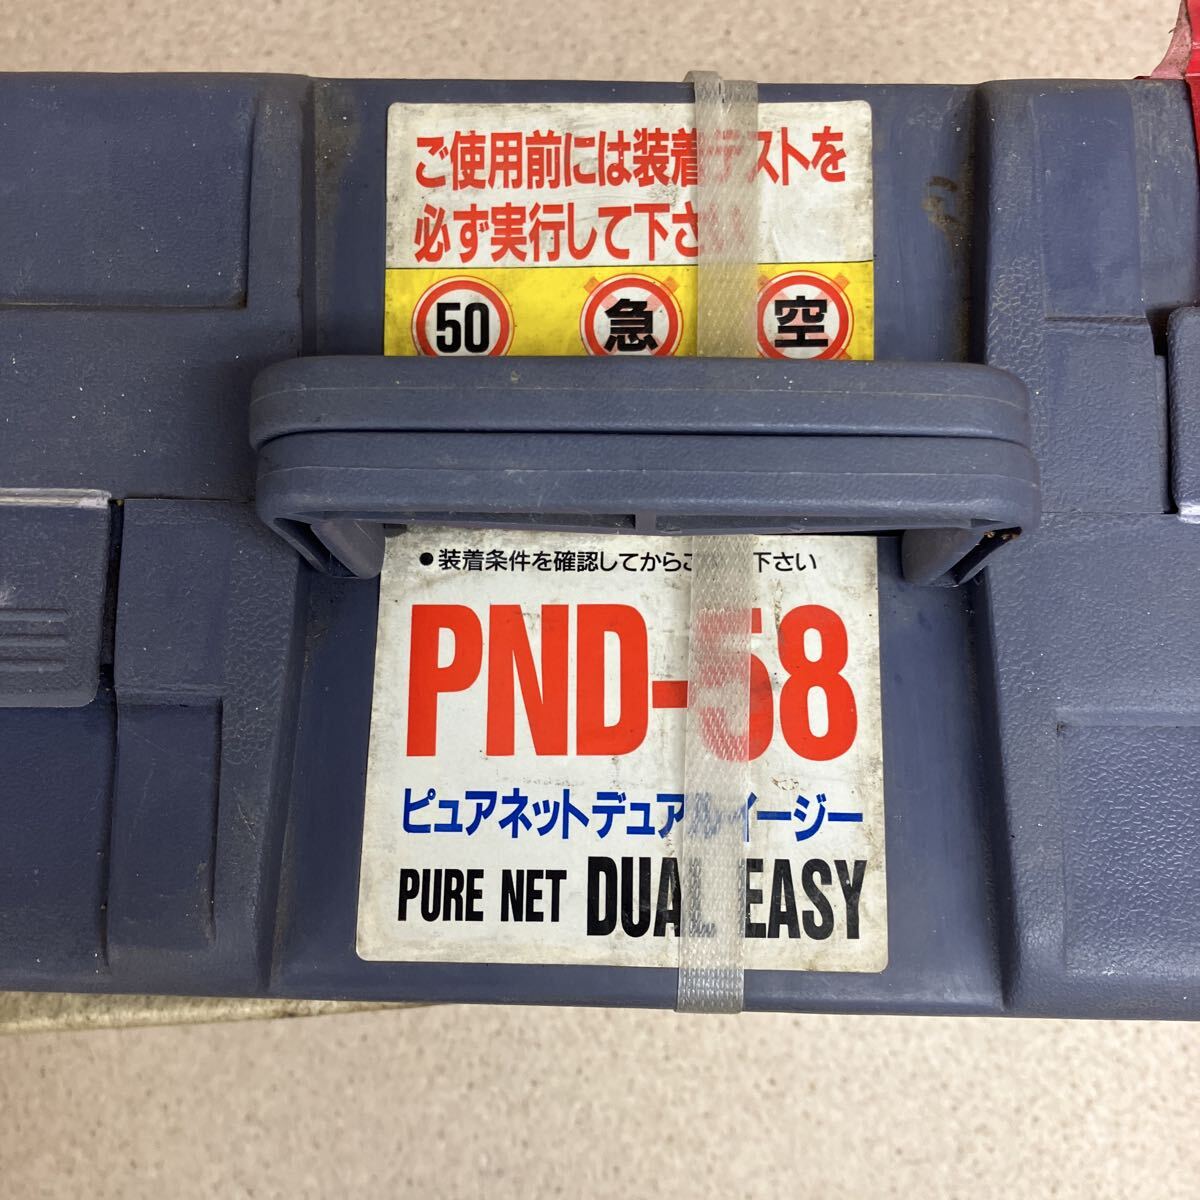 ご使用前には装着テストを
必ず実行して下さい
50 急 空
●装着条件を確認してからご 下さい
PND-58
ピュアネットデュアルイージー
PURE NET DUAL EASY